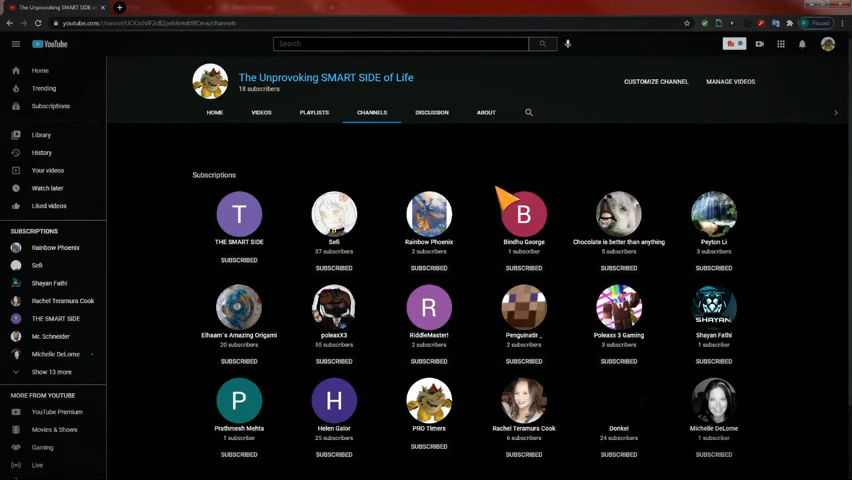 The Unprovoking SMART SIDE of
Paused
YouTube
Search
Home
Trending
Subscriptions
Library
History
Your videos
Watch later
Liked videos
SUBSCRIPTIONS
Rainbow Phoenix
Sefi
Shayan Fathi
Rachel Teramura Cook
THE SMART SIDE
Mr. Schneider
Michelle DeLome
Show 13 more
MORE FROM YOUTUBE
YouTube Premium
Movies & Shows
Gaming
Live
The Unprovoking SMART SIDE of Life
18 subscribers
CUSTOMIZE CHANNEL
MANAGE VIDEOS
HOME VIDEOS PLAYLISTS CHANNELS DISCUSSION ABOUT
Subscriptions
T B
THE SMART SIDE Sefi Rainbow Phoenix Bindhu George Chocolate is better than anything Peyton Li
37 subscribers 2 subscribers 1 subscriber 5 subscribers 3 subscribers
SUBSCRIBED SUBSCRIBED SUBSCRIBED SUBSCRIBED SUBSCRIBED SUBSCRIBED
R SHAYAN
Elhaam's Amazing Origami poleaxX3 RiddleMaster! Penguinatir _ Poleaxx 3 Gaming Shayan Fathi
20 subscribers 55 subscribers 2 subscribers 2 subscribers 3 subscribers 1 subscriber
SUBSCRIBED SUBSCRIBED SUBSCRIBED SUBSCRIBED SUBSCRIBED SUBSCRIBED
P H
Prathmesh Mehta Helen Galor PRO Timers Rachel Teramura Cook Donkei Michelle DeLome
1 subscriber 25 subscribers 6 subscribers 24 subscribers 1 subscriber
SUBSCRIBED SUBSCRIBED SUBSCRIBED SUBSCRIBED SUBSCRIBED SUBSCRIBED